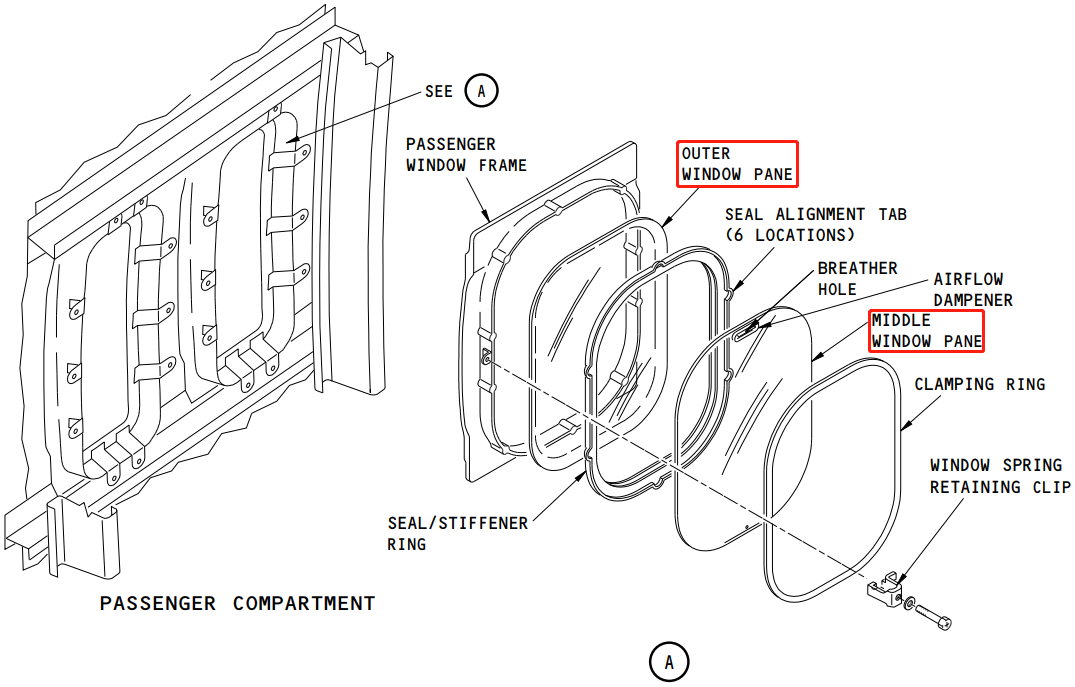 SEE A
PASSENGER
WINDOW FRAME
OUTER
WINDOW PANE
SEAL ALIGNMENT TAB
(6 LOCATIONS)
BREATHER
HOLE
AIRFLOW
DAMPENER
MIDDLE
WINDOW PANE
CLAMPING RING
WINDOW SPRING
RETAINING CLIP
SEAL/STIFFENER
RING
PASSENGER COMPARTMENT
A